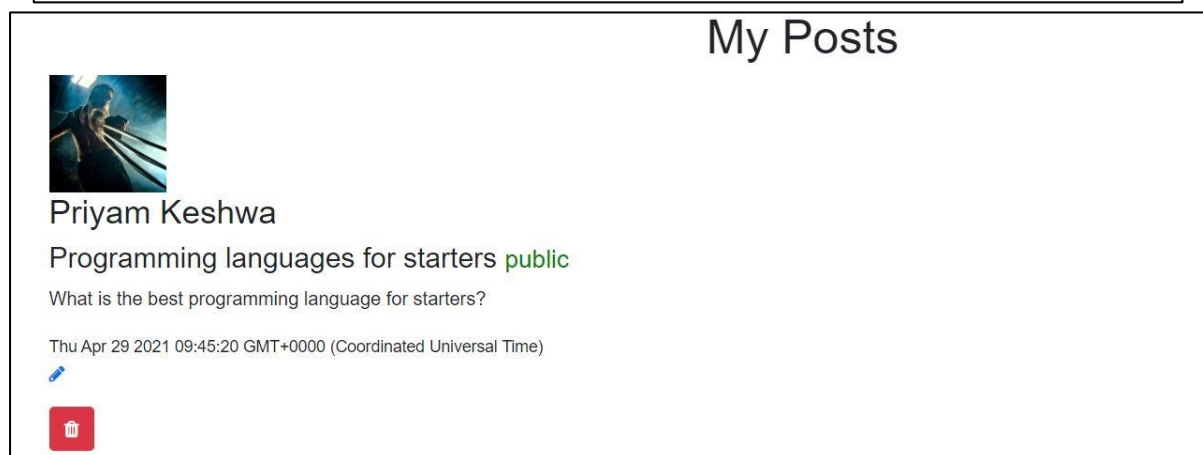 My Posts
Priyam Keshwa
Programming languages for starters public
What is the best programming language for starters?
Thu Apr 29 2021 09:45:20 GMT+0000 (Coordinated Universal Time)